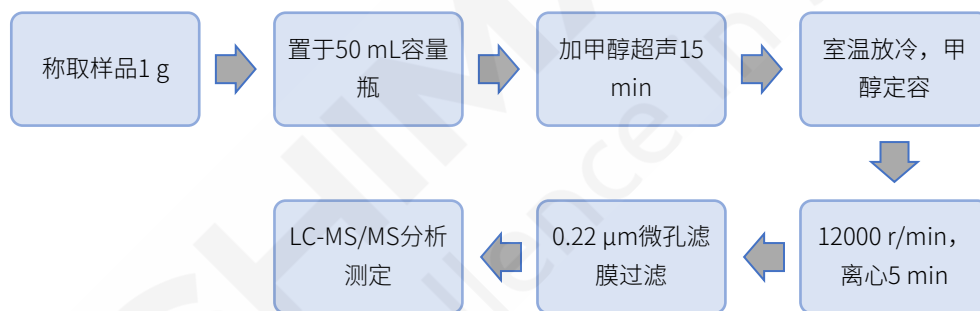 称取样品1 g
置于50 mL容量
瓶
加甲醇超声15
min
室温放冷，甲
醇定容
12000 r/min，
离心5 min
0.22 µm微孔滤
膜过滤
LC-MS/MS分析
测定